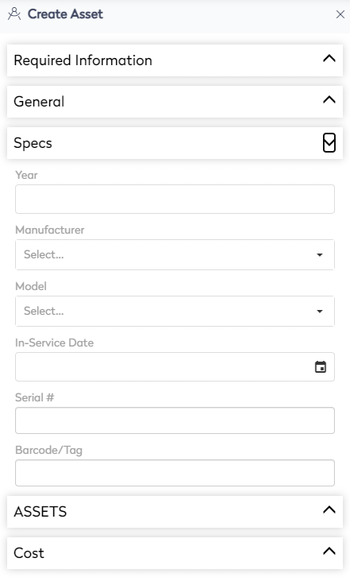 Create Asset
Required Information
General
Specs
Year
Manufacturer
Select...
Model
Select...
In-Service Date
Serial #
Barcode/Tag
ASSETS
Cost